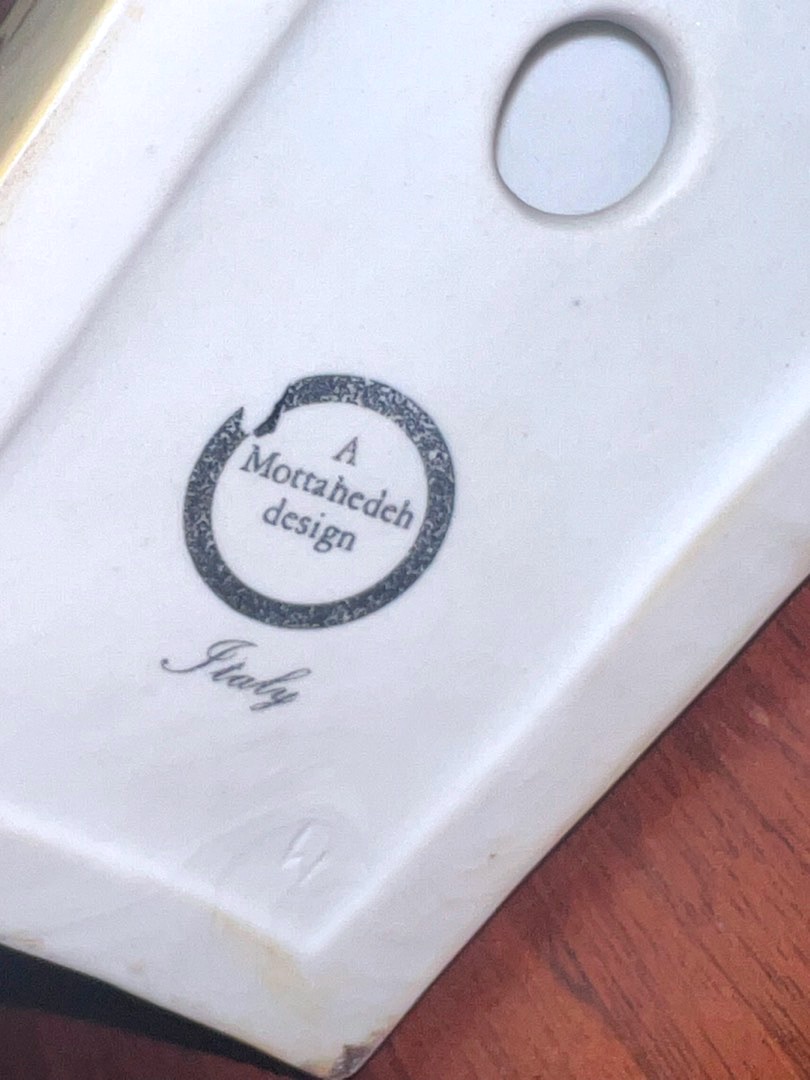 A
Mottahedeh
design
Italy